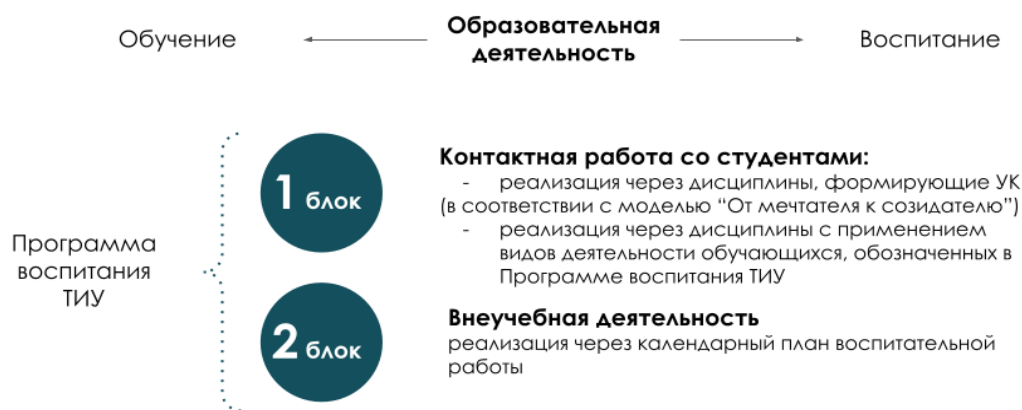 Обучение
Образовательная
деятельность
Воспитание
Программа
воспитания
ТИУ
1 блок
Контактная работа со студентами:
- реализация через дисциплины, формирующие УК
(в соответствии с моделью “От мечтателя к созидателю”)
- реализация через дисциплины с применением
видов деятельности обучающихся, обозначенных в
Программе воспитания ТИУ
2 блок
Внеучебная деятельность
реализация через календарный план воспитательной
работы